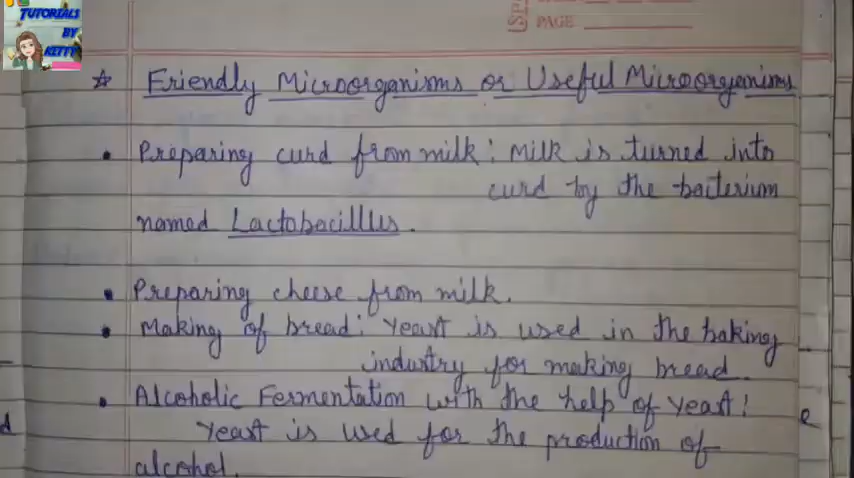 TUTORIALS
BY
KETTY
PAGE
☆ Friendly Microorganisms or Useful Microorganisms
• Preparing curd from milk: Milk is turned into
curd by the bacterium
named Lactobacillus.
• Preparing cheese from milk.
• Making of bread: Yeast is used in the baking
industry for making bread.
• Alcoholic Fermentation with the help of Yeast:
Yeast is used for the production of
alcohol.
d
e